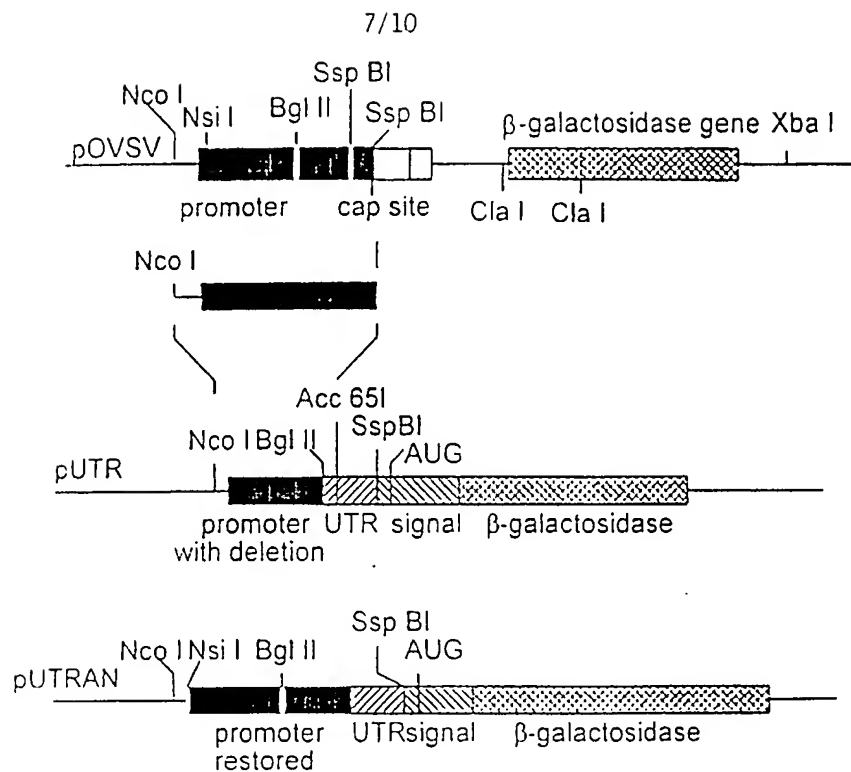 7/10
Ssp BI
Nco I
Nsi I
Bgl II
Ssp BI
β-galactosidase gene Xba I
pOVSV
promoter
cap site
Cla I
Cla I
Nco I
Acc 65I
Nco I Bgl II
SspBI
AUG
pUTR
promoter UTR signal β-galactosidase
with deletion
Ssp BI
Nco I Nsi I Bgl II
AUG
pUTRAN
promoter UTRsignal β-galactosidase
restored